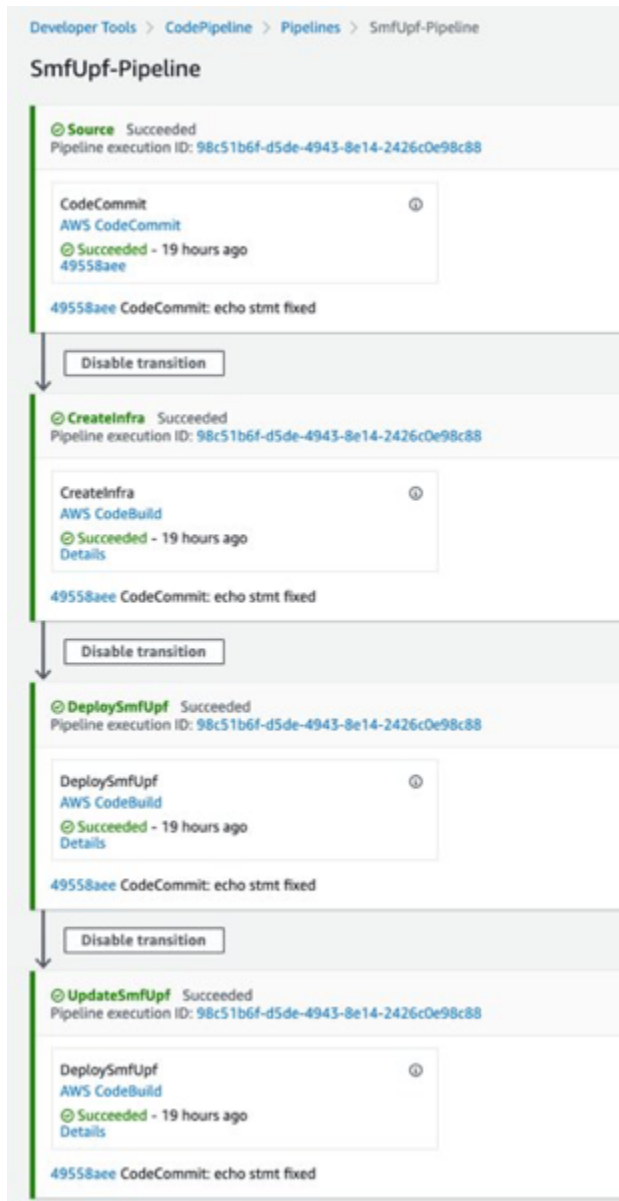 Developer Tools > CodePipeline > Pipelines > SmfUpf-Pipeline
SmfUpf-Pipeline
Source Succeeded
Pipeline execution ID: 98c51b6f-d5de-4943-8e14-2426c0e98c88
CodeCommit
AWS CodeCommit
Succeeded - 19 hours ago
49558aee
49558aee CodeCommit: echo stmt fixed
Disable transition
CreateInfra Succeeded
Pipeline execution ID: 98c51b6f-d5de-4943-8e14-2426c0e98c88
CreateInfra
AWS CodeBuild
Succeeded - 19 hours ago
Details
49558aee CodeCommit: echo stmt fixed
Disable transition
DeploySmfUpf Succeeded
Pipeline execution ID: 98c51b6f-d5de-4943-8e14-2426c0e98c88
DeploySmfUpf
AWS CodeBuild
Succeeded - 19 hours ago
Details
49558aee CodeCommit: echo stmt fixed
Disable transition
UpdateSmfUpf Succeeded
Pipeline execution ID: 98c51b6f-d5de-4943-8e14-2426c0e98c88
DeploySmfUpf
AWS CodeBuild
Succeeded - 19 hours ago
Details
49558aee CodeCommit: echo stmt fixed